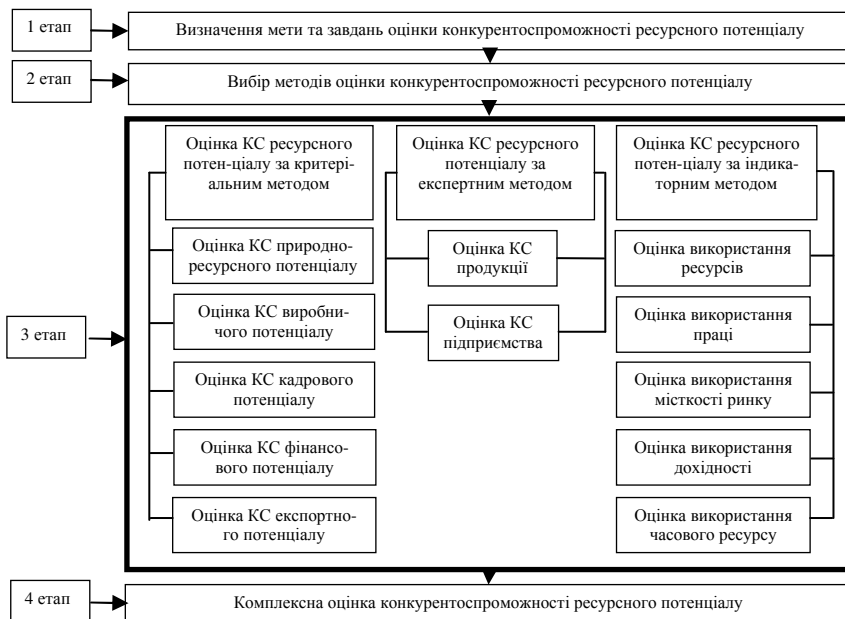 1 етап
Визначення мети та завдань оцінки конкурентоспроможності ресурсного потенціалу
2 етап
Вибір методів оцінки конкурентоспроможності ресурсного потенціалу
3 етап
Оцінка КС ресурсного
потен-ціалу за критері-
альним методом
Оцінка КС природно-
ресурсного потенціалу
Оцінка КС виробни-
чого потенціалу
Оцінка КС кадрового
потенціалу
Оцінка КС фінансо-
вого потенціалу
Оцінка КС експортно-
го потенціалу
Оцінка КС ресурсного
потенціалу за
експертним методом
Оцінка КС
продукції
Оцінка КС
підприємства
Оцінка КС ресурсного
потен-ціалу за індика-
торним методом
Оцінка використання
ресурсів
Оцінка використання
праці
Оцінка використання
місткості ринку
Оцінка використання
дохідності
Оцінка використання
часового ресурсу
4 етап
Комплексна оцінка конкурентоспроможності ресурсного потенціалу